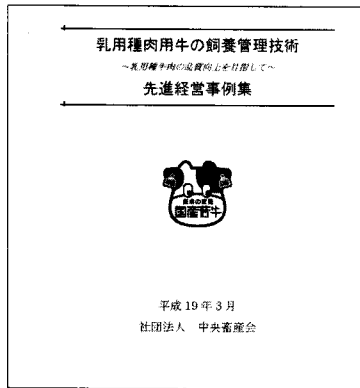 乳用種肉用牛の飼養管理技術
～乳用種牛肉の品質向上を目指して～
先進経営事例集
国産若牛
平成19年3月
社団法人 中央畜産会